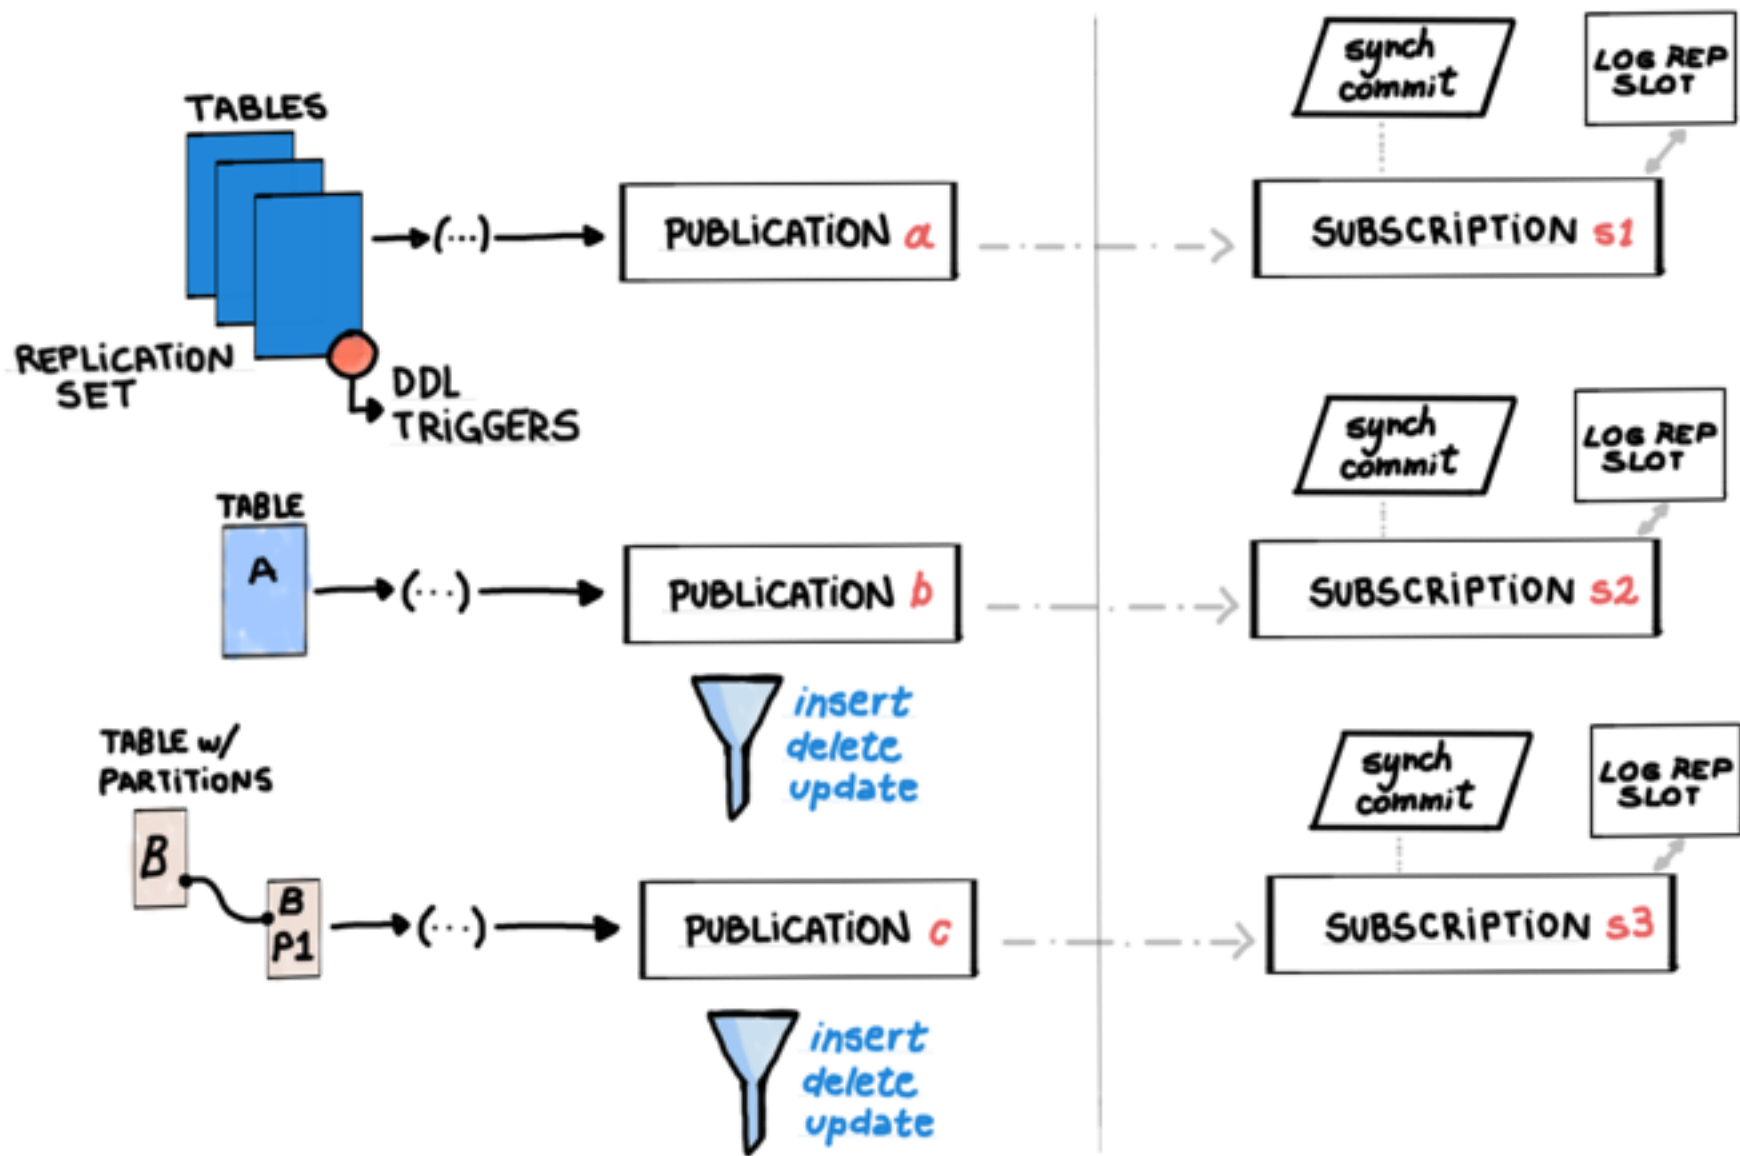 TABLES
REPLICATION
SET
DDL
TRIGGERS
(...)
PUBLICATION a
synch
commit
LOG REP
SLOT
SUBSCRIPTION s1
TABLE
A
(...)
PUBLICATION b
insert
delete
update
synch
commit
LOG REP
SLOT
SUBSCRIPTION s2
TABLE w/
PARTITIONS
B
B
P1
(...)
PUBLICATION c
insert
delete
update
synch
commit
LOG REP
SLOT
SUBSCRIPTION s3